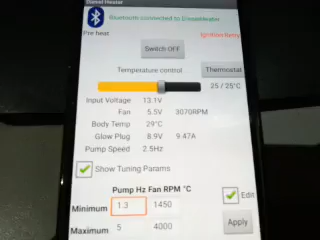 Diesel Heater
Bluetooth connected to DieselHeater
Pre heat
Ignition Retry
Switch OFF
Temperature control
Thermostat
25 / 25°C
Input Voltage 13.1V
Fan 5.5V 3070RPM
Body Temp 29°C
Glow Plug 8.9V 9.47A
Pump Speed 2.5Hz
Show Tuning Params
Pump Hz Fan RPM °C
Edit
Minimum 1.3 1450
Apply
Maximum 5 4000